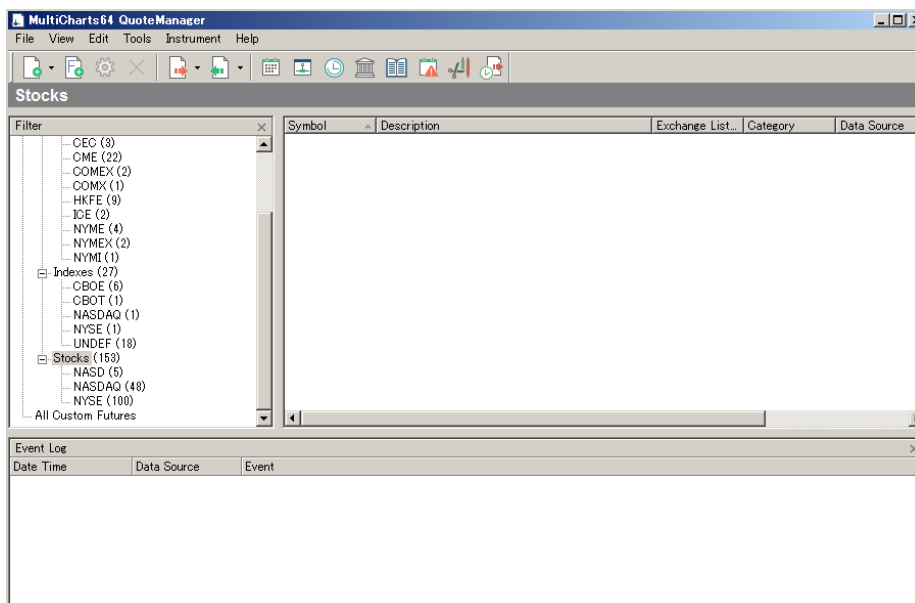 MultiCharts64 QuoteManager
File View Edit Tools Instrument Help
Stocks
Filter
Symbol Description Exchange List... Category Data Source
CEC (3)
CME (22)
COMEX (2)
COMX (1)
HKFE (9)
ICE (2)
NYME (4)
NYMEX (2)
NYMI (1)
Indexes (27)
CBOE (6)
CBOT (1)
NASDAQ (1)
NYSE (1)
UNDEF (18)
Stocks (153)
NASD (5)
NASDAQ (48)
NYSE (100)
All Custom Futures
Event Log
Date Time Data Source Event